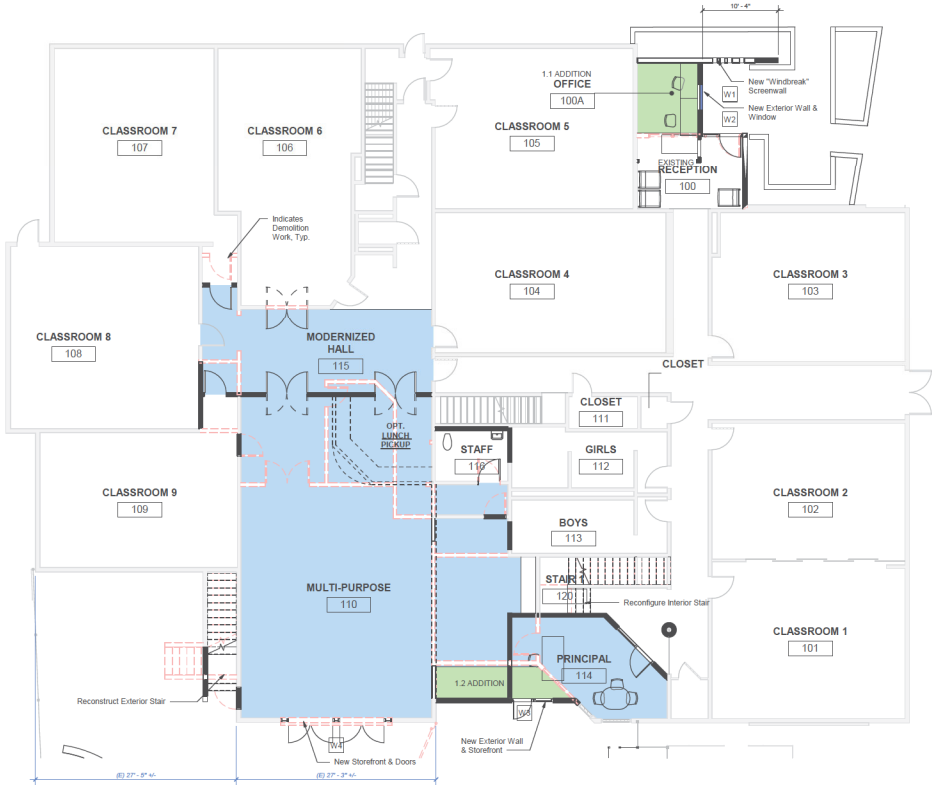 10' - 4"
1.1 ADDITION
OFFICE
100A
New "Windbreak"
Screenwall
W1
New Exterior Wall &
Window
W2
CLASSROOM 7
107
CLASSROOM 6
106
CLASSROOM 5
105
EXISTING
RECEPTION
100
Indicates
Demolition
Work, Typ.
CLASSROOM 4
104
CLASSROOM 3
103
CLASSROOM 8
108
MODERNIZED
HALL
115
CLOSET
CLOSET
111
OPT.
LUNCH
PICKUP
STAFF
116
GIRLS
112
CLASSROOM 9
109
CLASSROOM 2
102
BOYS
113
MULTI-PURPOSE
110
STAIR
120
Reconfigure Interior Stair
CLASSROOM 1
101
PRINCIPAL
114
1.2 ADDITION
Reconstruct Exterior Stair
W3
W4
New Exterior Wall
& Storefront
New Storefront & Doors
(E) 27' - 5" +/-
(E) 27' - 3" +/-